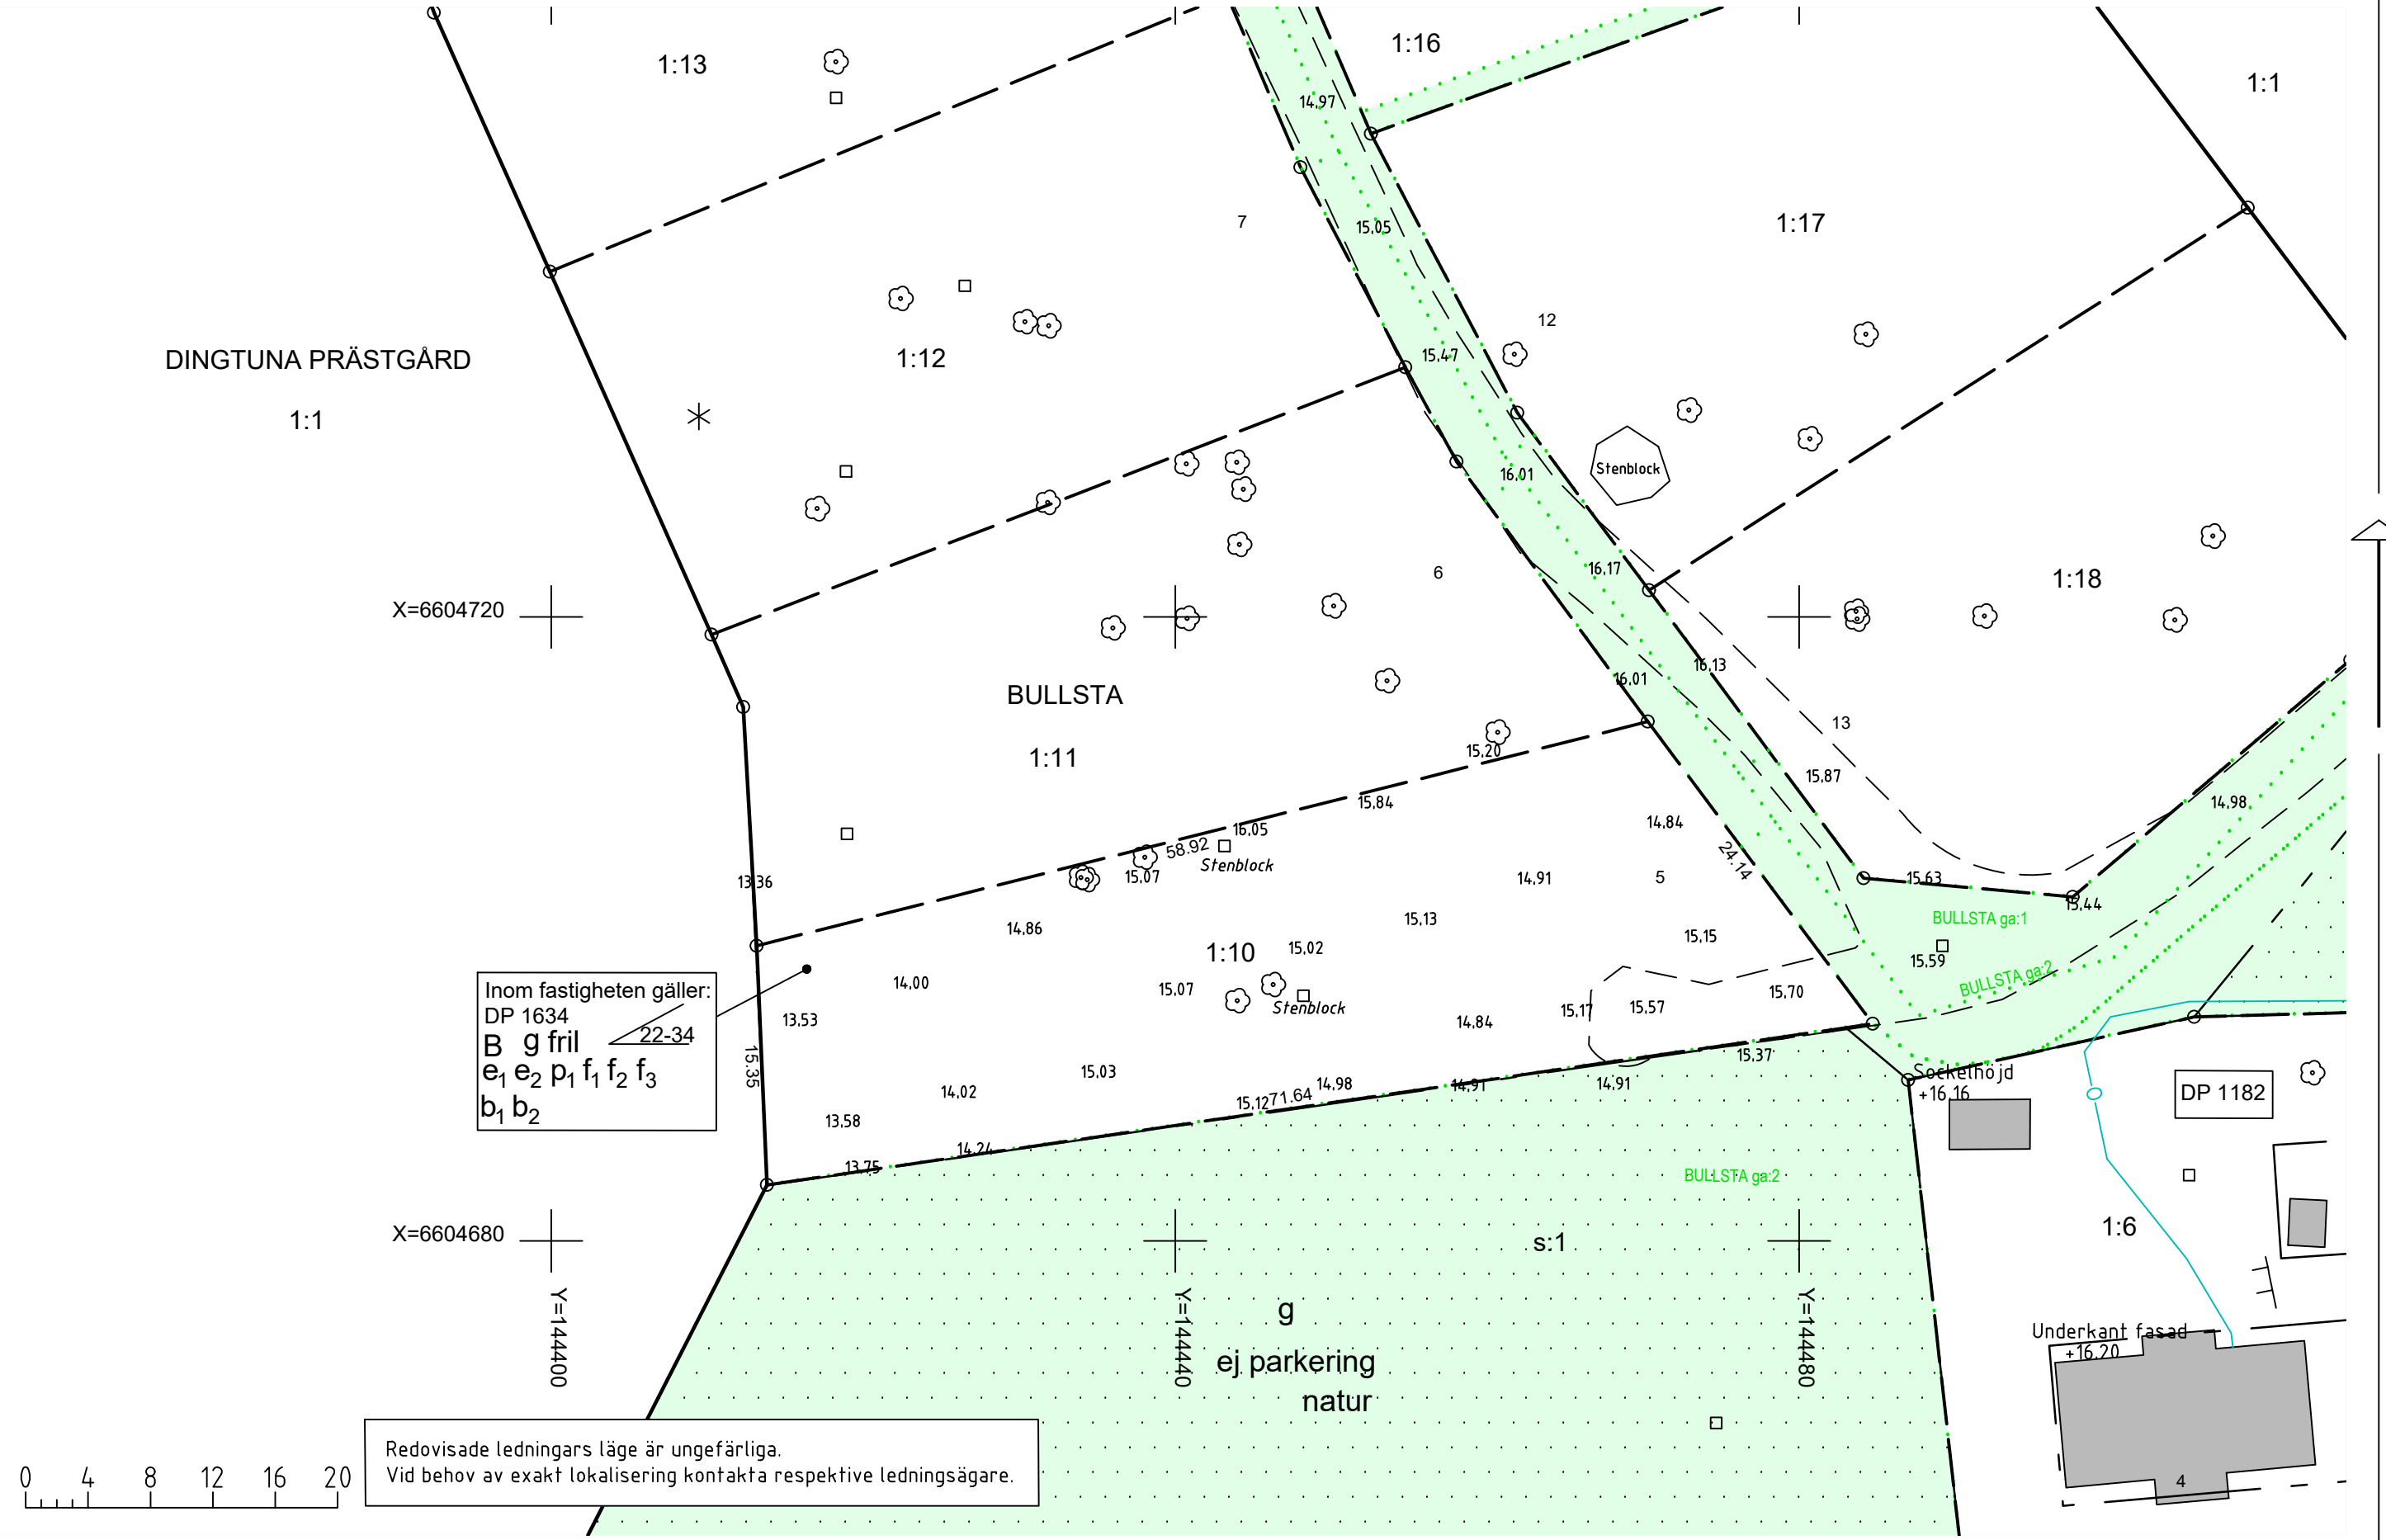 1:13
1:16
1:1
14,97
7
15,05
1:17
12
DINGTUNA PRÄSTGÅRD
1:1
1:12
15,47
Stenblock
16,01
16,17
6
1:18
X=6604720
16,13
16,01
BULLSTA
1:11
13
15,20
15,87
15,84
14,98
16,05
14,84
58.92
Stenblock
24.14
13,36
15,07
14,91
5
15,63
15,44
14,86
15,13
BULLSTA ga:1
1:10
15,02
15,15
15,59
BULLSTA ga:2
14,00
15,07
15,70
Stenblock
15,17
15,57
Inom fastigheten gäller:
DP 1634
B g fril 22-34
e1 e2 p1 f1 f2 f3
b1 b2
13,53
14,84
15,37
15.35
15,03
14,98
14,91
14,91
Sockelhöjd
+16,16
DP 1182
14,02
15,12
71.64
13,58
14,24
13,75
BULLSTA ga:2
1:6
X=6604680
s:1
Y=144400
Y=144440
Y=144480
g
ej parkering
natur
Underkant fasad
+16,20
4
Redovisade ledningars läge är ungefärliga.
Vid behov av exakt lokalisering kontakta respektive ledningsägare.
0 4 8 12 16 20